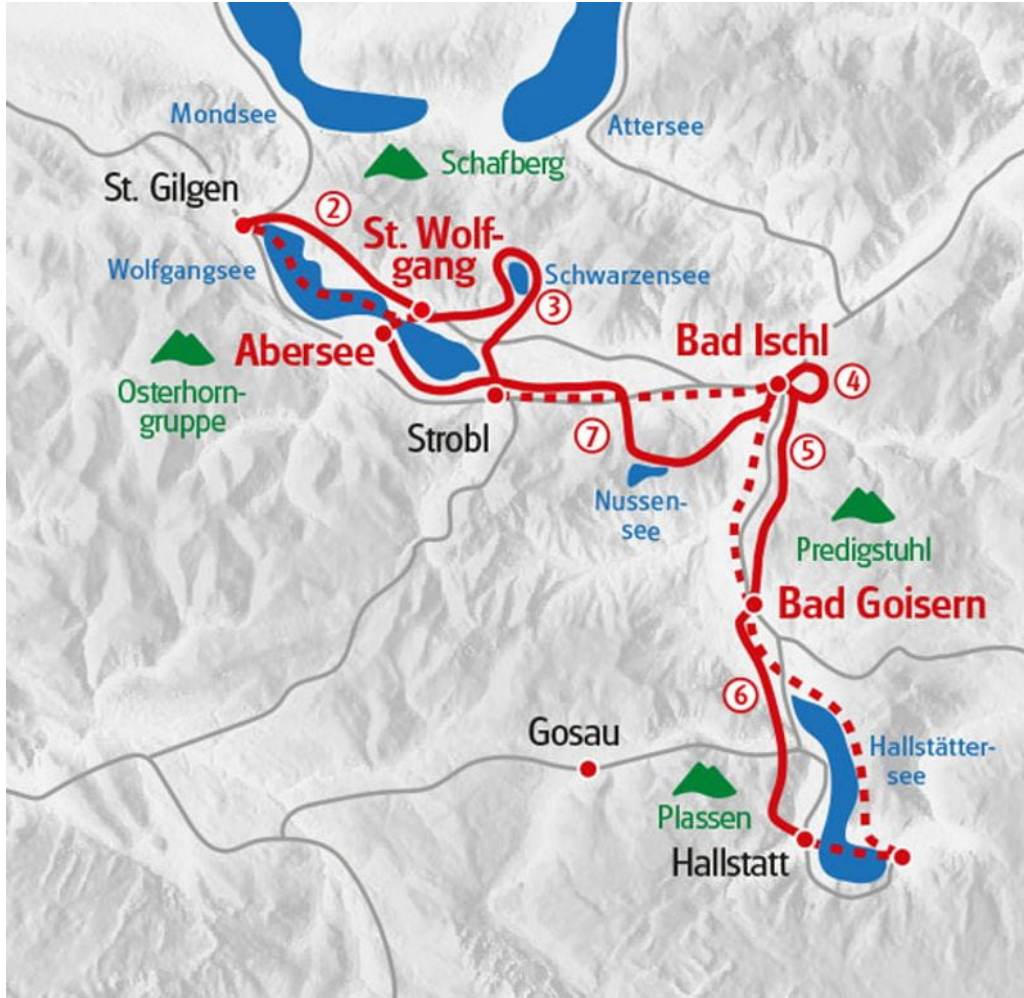 Mondsee
Attersee
Schafberg
St. Gilgen
②
St. Wolf-
gang
Wolfgangsee
Schwarzensee
③
Abersee
Bad Ischl
Osterhorn-
gruppe
④
Strobl
⑦
⑤
Nussen-
see
Predigstuhl
Bad Goisern
⑥
Gosau
Hallstätter-
see
Plassen
Hallstatt